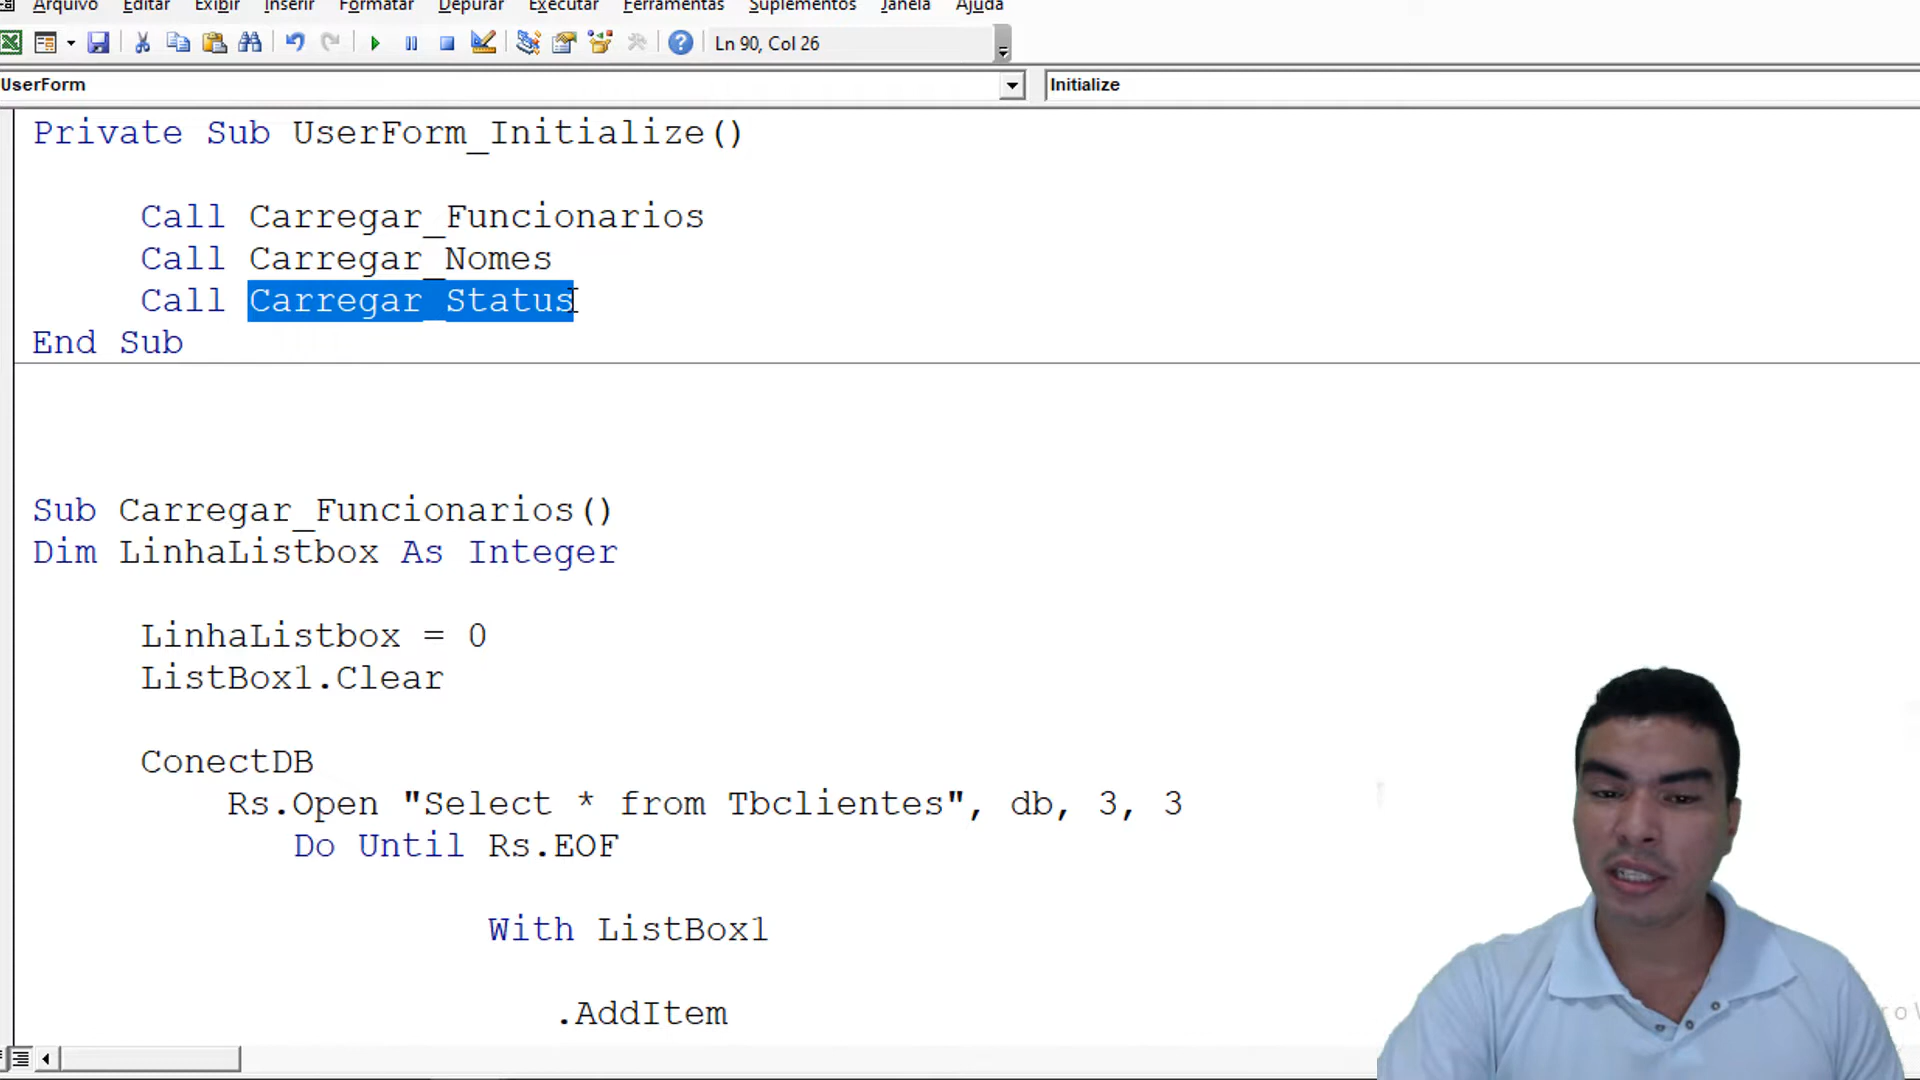 Arquivo Editar Exibir Inserir Formatar Depurar Executar Ferramentas Suplementos Janela Ajuda
Ln 90, Col 26
UserForm Initialize
Private Sub UserForm_Initialize()
Call Carregar_Funcionarios
Call Carregar_Nomes
Call Carregar_Status
End Sub
Sub Carregar_Funcionarios()
Dim LinhaListbox As Integer
LinhaListbox = 0
ListBox1.Clear
ConectDB
Rs.Open "Select * from Tbclientes", db, 3, 3
Do Until Rs.EOF
With ListBox1
.AddItem